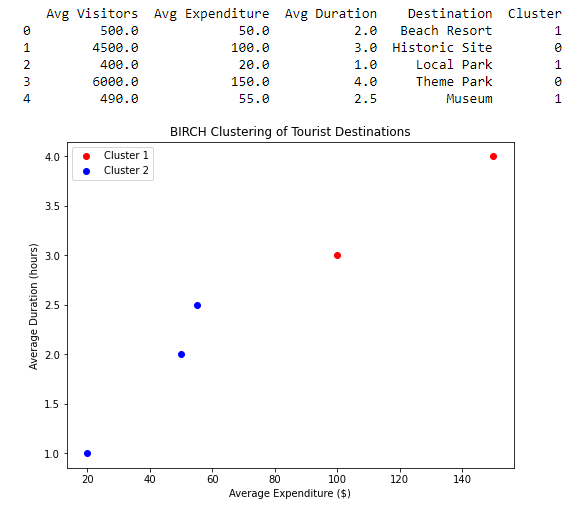 Avg Visitors Avg Expenditure Avg Duration Destination Cluster
0 500.0 50.0 2.0 Beach Resort 1
1 4500.0 100.0 3.0 Historic Site 0
2 400.0 20.0 1.0 Local Park 1
3 6000.0 150.0 4.0 Theme Park 0
4 490.0 55.0 2.5 Museum 1
BIRCH Clustering of Tourist Destinations
Cluster 1
Cluster 2
4.0
3.5
3.0
2.5
2.0
1.5
1.0
Average Duration (hours)
20 40 60 80 100 120 140
Average Expenditure ($)